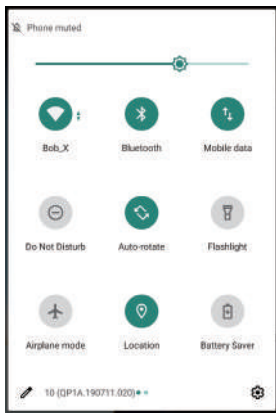 Phone muted
Bob_X
Bluetooth
Mobile data
Do Not Disturb
Auto-rotate
Flashlight
Airplane mode
Location
Battery Saver
10 (QP1A.190711.020)